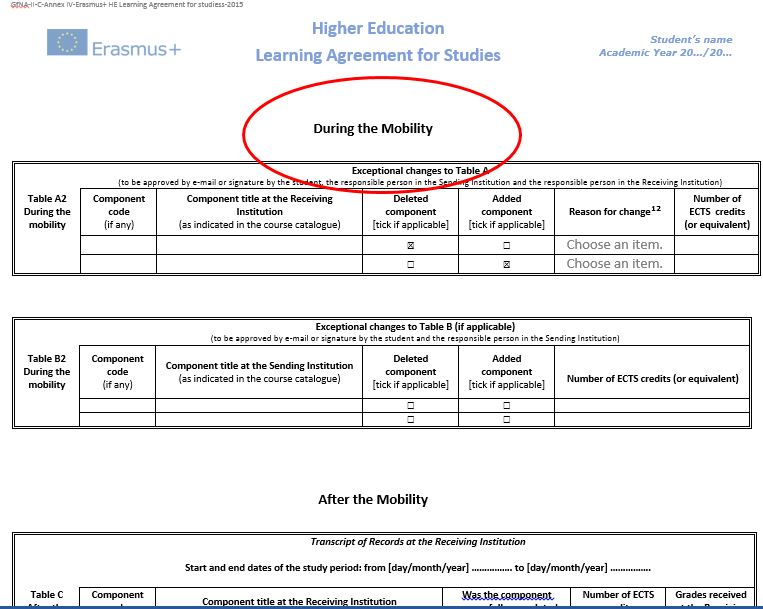 GfNA-II-C-Annex IV-Erasmus+ HE Learning Agreement for studies-2015
Higher Education
Learning Agreement for Studies
Erasmus+
Student's name
Academic Year 20.../20...
During the Mobility
Table A2
During the
mobility
Exceptional changes to Table A
(to be approved by e-mail or signature by the student, the responsible person in the Sending Institution and the responsible person in the Receiving Institution)
Component
code
(if any)
Component title at the Receiving
Institution
(as indicated in the course catalogue)
Deleted
component
[tick if applicable]
Added
component
[tick if applicable]
Reason for change12
Number of
ECTS credits
(or equivalent)
☒ ☐ Choose an item.
☐ ☒ Choose an item.
Table B2
During the
mobility
Exceptional changes to Table B (if applicable)
(to be approved by e-mail or signature by the student and the responsible person in the Sending Institution)
Component
code
(if any)
Component title at the Sending Institution
(as indicated in the course catalogue)
Deleted
component
[tick if applicable]
Added
component
[tick if applicable]
Number of ECTS credits (or equivalent)
☐ ☐
☐ ☐
After the Mobility
Transcript of Records at the Receiving Institution
Start and end dates of the study period: from [day/month/year] ................ to [day/month/year] ................
Table C
Component
Component title at the Receiving Institution
Was the component
Number of ECTS
Grades received